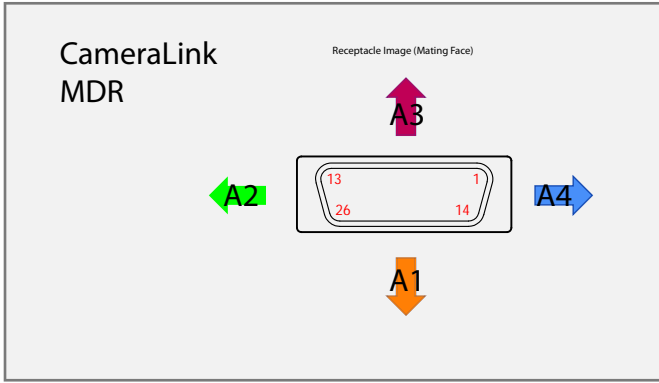 CameraLink
MDR
Receptacle Image (Mating Face)
A3
13 1
A2 A4
26 14
A1